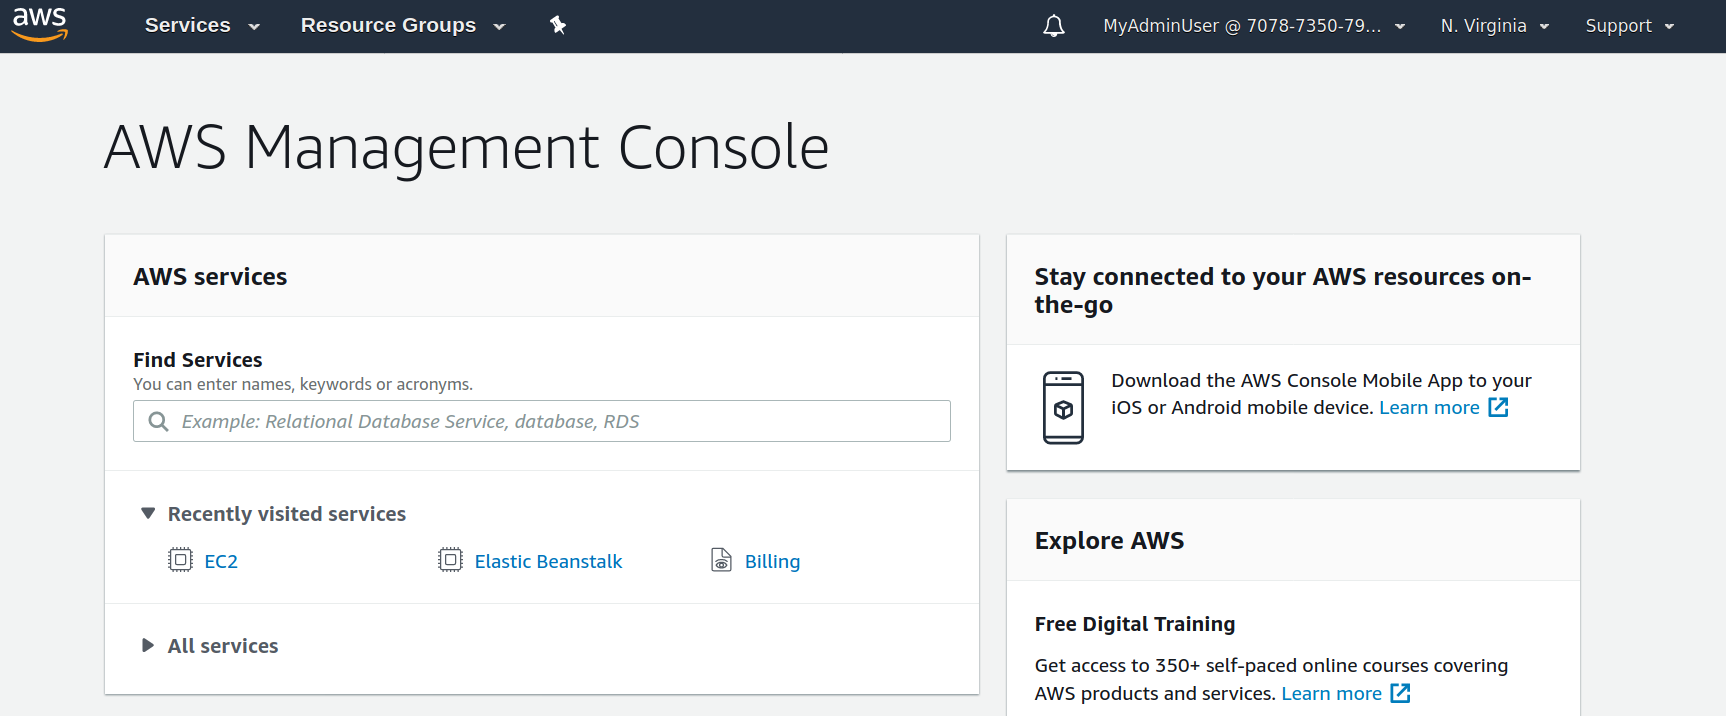 aws
Services
Resource Groups
MyAdminUser @ 7078-7350-79...
N. Virginia
Support
AWS Management Console
AWS services
Find Services
You can enter names, keywords or acronyms.
Example: Relational Database Service, database, RDS
Recently visited services
EC2
Elastic Beanstalk
Billing
All services
Stay connected to your AWS resources on-
the-go
Download the AWS Console Mobile App to your
iOS or Android mobile device. Learn more
Explore AWS
Free Digital Training
Get access to 350+ self-paced online courses covering
AWS products and services. Learn more